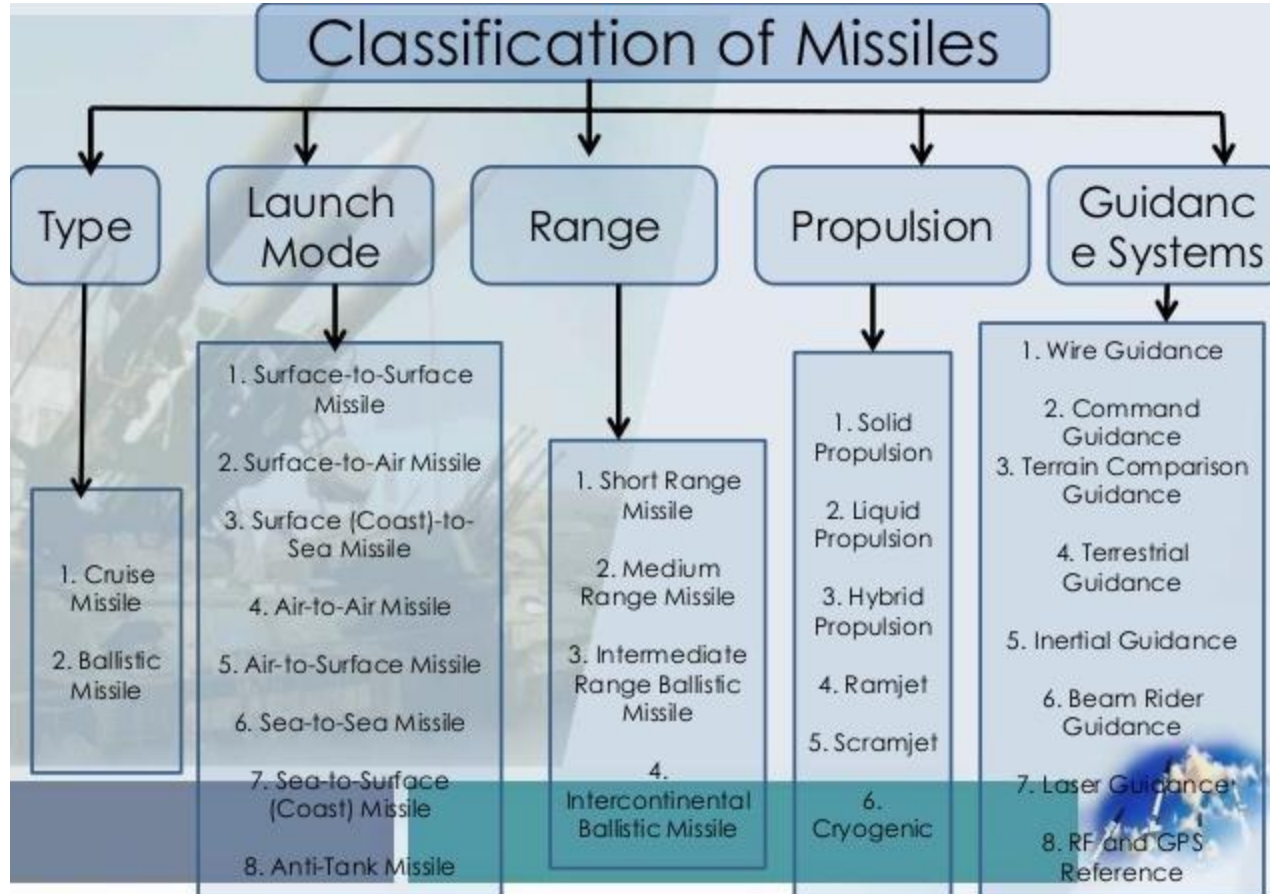 Classification of Missiles
Type
Launch
Mode
Range
Propulsion
Guidanc
e Systems
1. Cruise
Missile
2. Ballistic
Missile
1. Surface-to-Surface
Missile
2. Surface-to-Air Missile
3. Surface (Coast)-to-
Sea Missile
4. Air-to-Air Missile
5. Air-to-Surface Missile
6. Sea-to-Sea Missile
7. Sea-to-Surface
(Coast) Missile
8. Anti-Tank Missile
1. Short Range
Missile
2. Medium
Range Missile
3. Intermediate
Range Ballistic
Missile
4.
Intercontinental
Ballistic Missile
1. Solid
Propulsion
2. Liquid
Propulsion
3. Hybrid
Propulsion
4. Ramjet
5. Scramjet
6.
Cryogenic
1. Wire Guidance
2. Command
Guidance
3. Terrain Comparison
Guidance
4. Terrestrial
Guidance
5. Inertial Guidance
6. Beam Rider
Guidance
7. Laser Guidance
8. RF and GPS
Reference